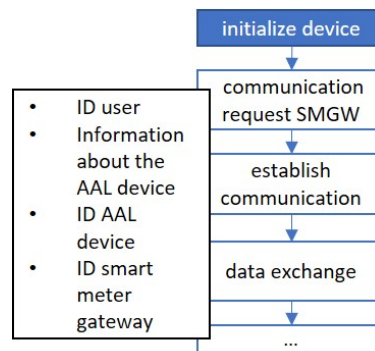 initialize device
communication
request SMGW
establish
communication
data exchange
...
• ID user
• Information
about the
AAL device
• ID AAL
device
• ID smart
meter
gateway